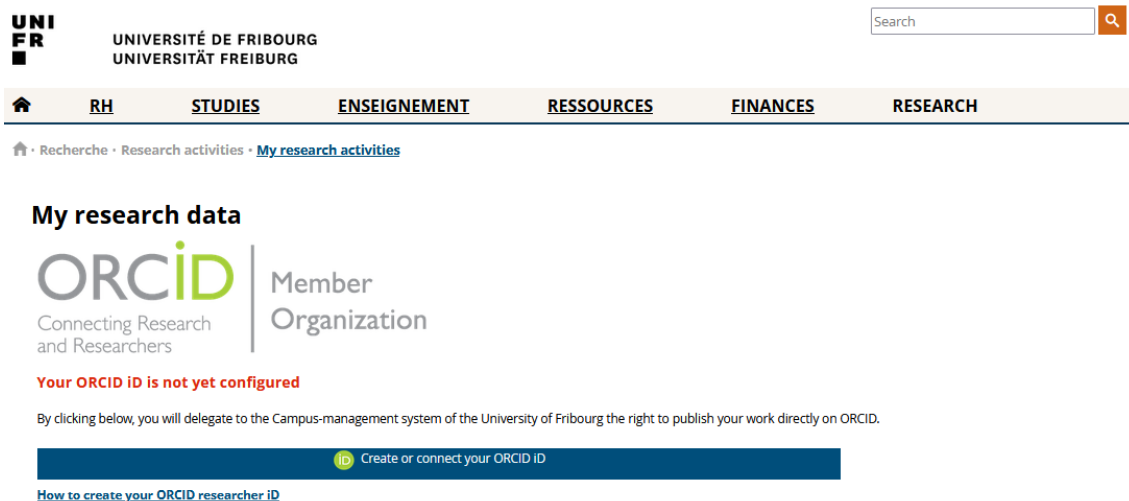 UNI
FR
UNIVERSITÉ DE FRIBOURG
UNIVERSITÄT FREIBURG
Search
RH STUDIES ENSEIGNEMENT RESSOURCES FINANCES RESEARCH
· Recherche · Research activities · My research activities
My research data
ORCiD
Connecting Research
and Researchers
Member
Organization
Your ORCID iD is not yet configured
By clicking below, you will delegate to the Campus-management system of the University of Fribourg the right to publish your work directly on ORCID.
iD Create or connect your ORCID iD
How to create your ORCID researcher iD